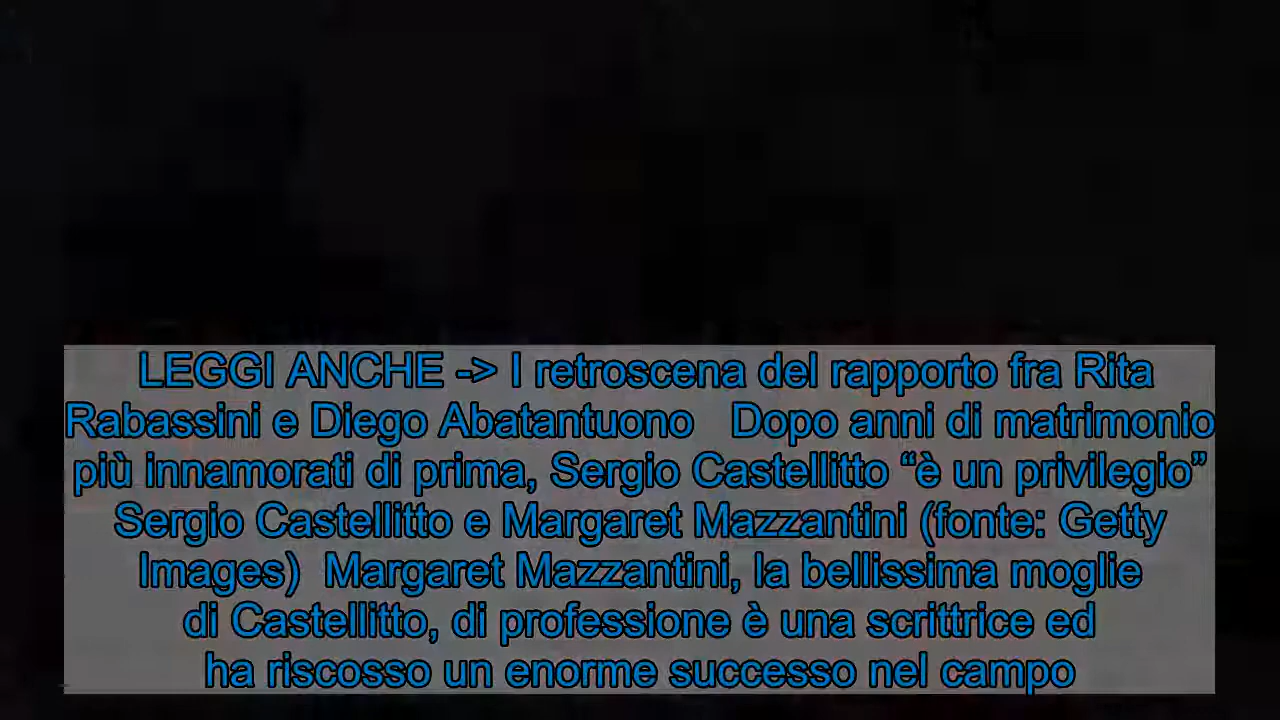 LEGGI ANCHE -> I retroscena del rapporto fra Rita
Rabassini e Diego Abatantuono   Dopo anni di matrimonio
più innamorati di prima, Sergio Castellitto “è un privilegio”
Sergio Castellitto e Margaret Mazzantini (fonte: Getty
Images)  Margaret Mazzantini, la bellissima moglie
di Castellitto, di professione è una scrittrice ed
ha riscosso un enorme successo nel campo